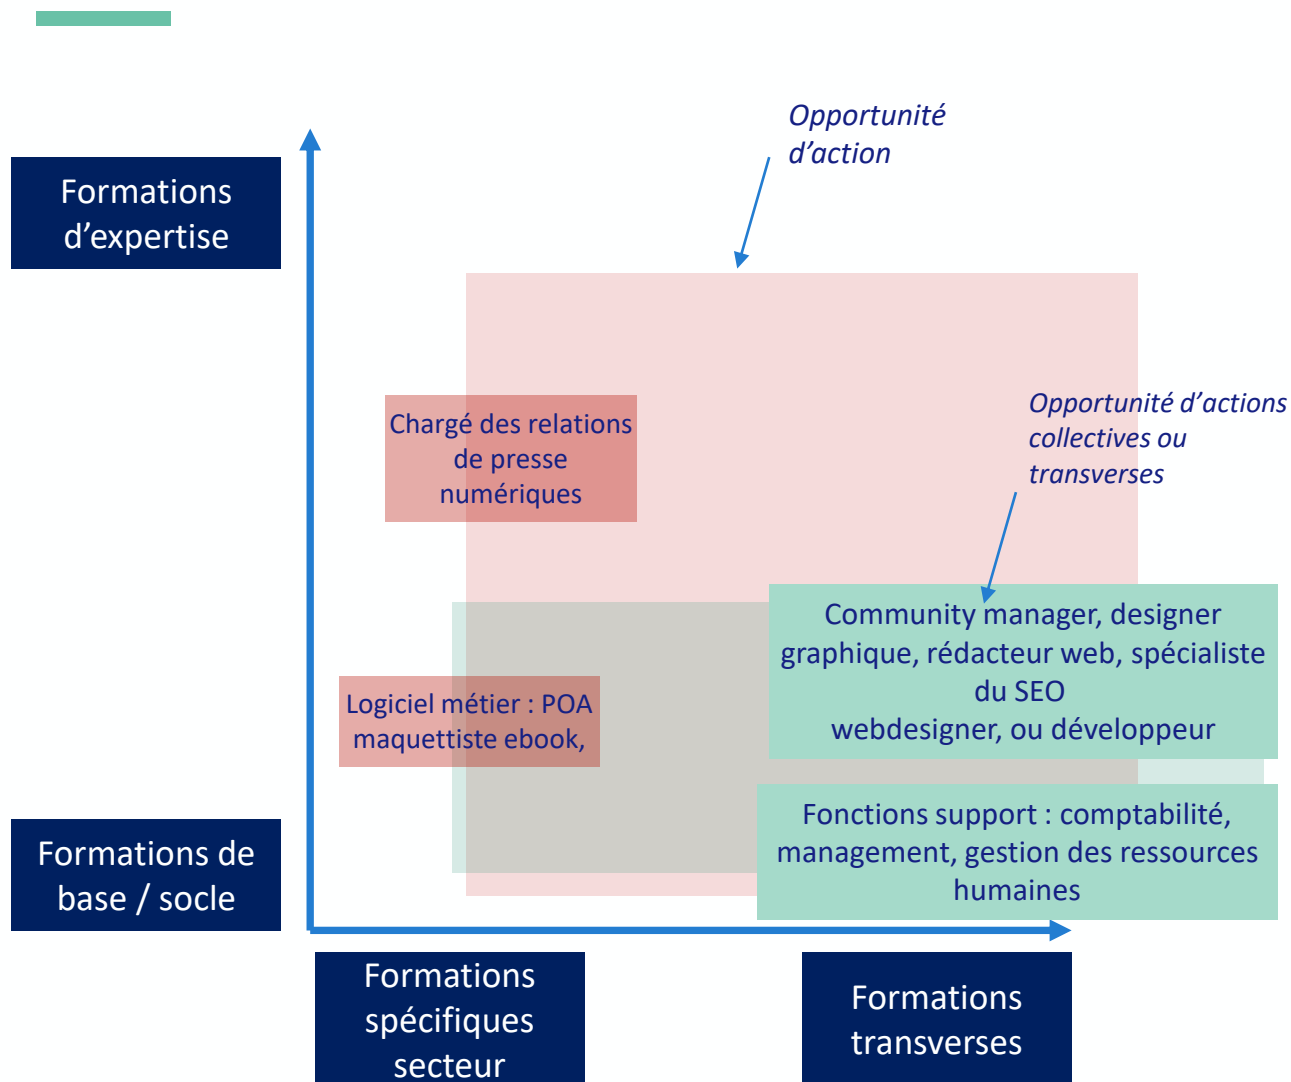 Opportunité
d’action
Formations
d’expertise
Opportunité d’actions
collectives ou
transverses
Chargé des relations
de presse
numériques
Community manager, designer
graphique, rédacteur web, spécialiste
du SEO
webdesigner, ou développeur
Logiciel métier : POA
maquettiste ebook,
Fonctions support : comptabilité,
management, gestion des ressources
humaines
Formations de
base / socle
Formations
spécifiques
secteur
Formations
transverses